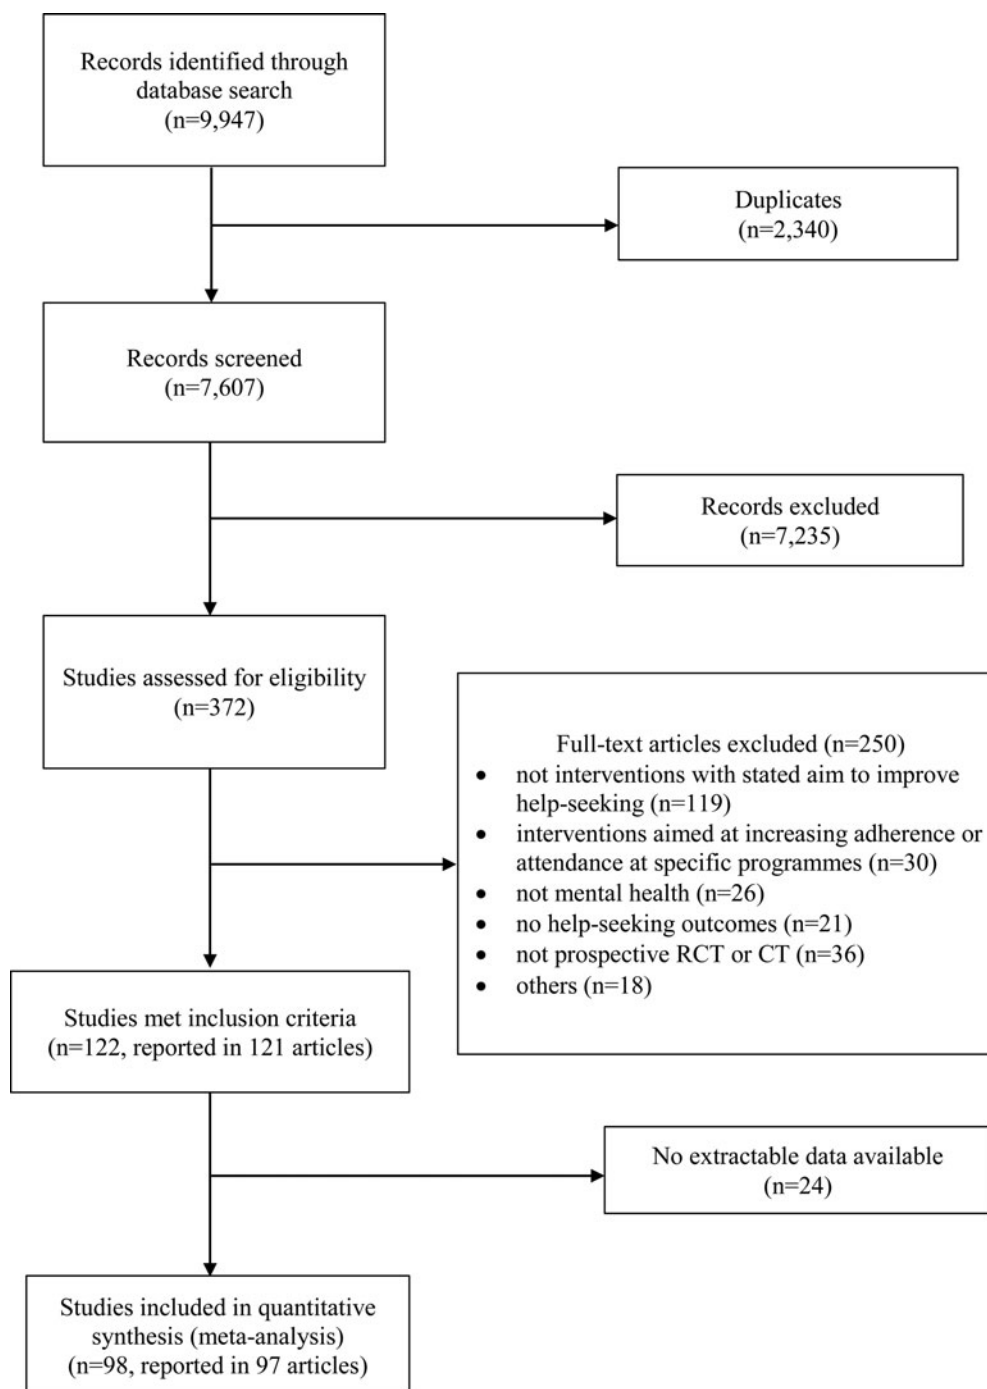 Records identified through
database search
(n=9,947)
Duplicates
(n=2,340)
Records screened
(n=7,607)
Records excluded
(n=7,235)
Studies assessed for eligibility
(n=372)
Full-text articles excluded (n=250)
• not interventions with stated aim to improve
help-seeking (n=119)
• interventions aimed at increasing adherence or
attendance at specific programmes (n=30)
• not mental health (n=26)
• no help-seeking outcomes (n=21)
• not prospective RCT or CT (n=36)
• others (n=18)
Studies met inclusion criteria
(n=122, reported in 121 articles)
No extractable data available
(n=24)
Studies included in quantitative
synthesis (meta-analysis)
(n=98, reported in 97 articles)